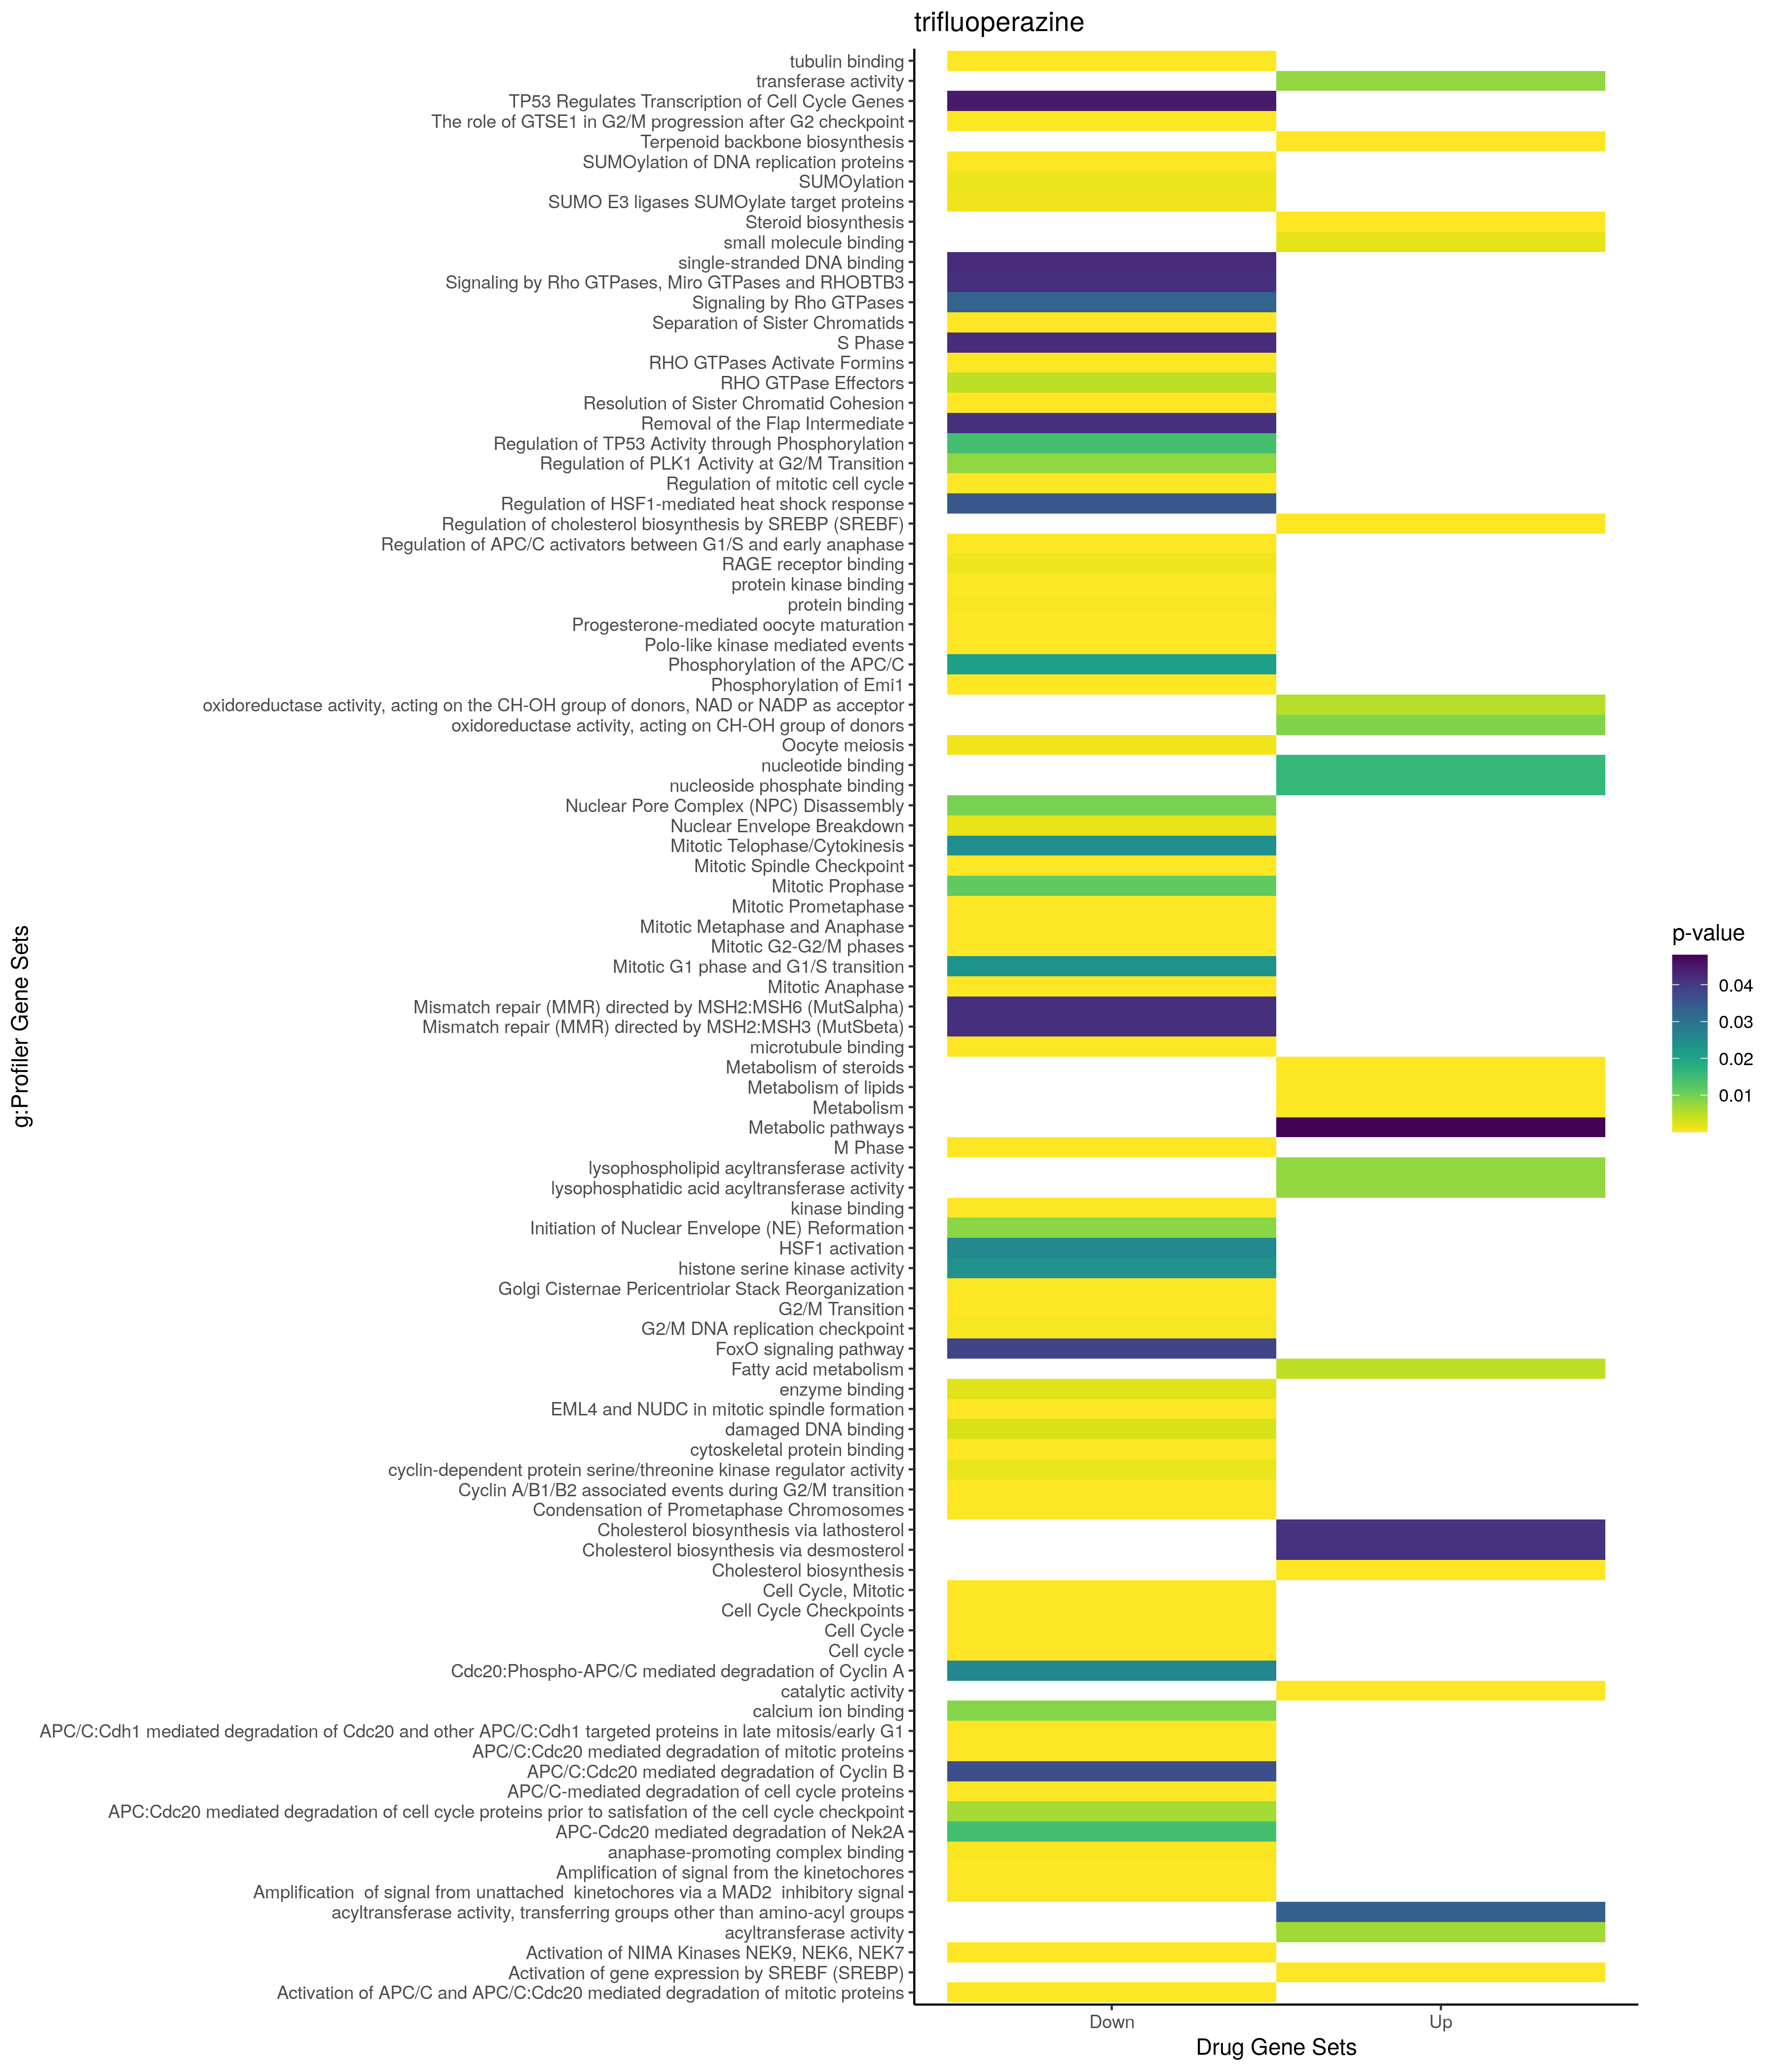 trifluoperazine
tubulin binding
transferase activity
TP53 Regulates Transcription of Cell Cycle Genes
The role of GTSE1 in G2/M progression after G2 checkpoint
Terpenoid backbone biosynthesis
SUMOylation of DNA replication proteins
SUMOylation
SUMO E3 ligases SUMOylate target proteins
Steroid biosynthesis
small molecule binding
single-stranded DNA binding
Signaling by Rho GTPases, Miro GTPases and RHOBTB3
Signaling by Rho GTPases
Separation of Sister Chromatids
S Phase
RHO GTPases Activate Formins
RHO GTPase Effectors
Resolution of Sister Chromatid Cohesion
Removal of the Flap Intermediate
Regulation of TP53 Activity through Phosphorylation
Regulation of PLK1 Activity at G2/M Transition
Regulation of mitotic cell cycle
Regulation of HSF1-mediated heat shock response
Regulation of cholesterol biosynthesis by SREBP (SREBF)
Regulation of APC/C activators between G1/S and early anaphase
RAGE receptor binding
protein kinase binding
protein binding
Progesterone-mediated oocyte maturation
Polo-like kinase mediated events
Phosphorylation of the APC/C
Phosphorylation of Emi1
oxidoreductase activity, acting on the CH-OH group of donors, NAD or NADP as acceptor
oxidoreductase activity, acting on CH-OH group of donors
Oocyte meiosis
nucleotide binding
nucleoside phosphate binding
Nuclear Pore Complex (NPC) Disassembly
Nuclear Envelope Breakdown
Mitotic Telophase/Cytokinesis
Mitotic Spindle Checkpoint
Mitotic Prophase
Mitotic Prometaphase
Mitotic Metaphase and Anaphase
Mitotic G2-G2/M phases
Mitotic G1 phase and G1/S transition
Mitotic Anaphase
Mismatch repair (MMR) directed by MSH2:MSH6 (MutSalpha)
Mismatch repair (MMR) directed by MSH2:MSH3 (MutSbeta)
microtubule binding
Metabolism of steroids
Metabolism of lipids
Metabolism
Metabolic pathways
M Phase
lysophospholipid acyltransferase activity
lysophosphatidic acid acyltransferase activity
kinase binding
Initiation of Nuclear Envelope (NE) Reformation
HSF1 activation
histone serine kinase activity
Golgi Cisternae Pericentriolar Stack Reorganization
G2/M Transition
G2/M DNA replication checkpoint
FoxO signaling pathway
Fatty acid metabolism
enzyme binding
EML4 and NUDC in mitotic spindle formation
damaged DNA binding
cytoskeletal protein binding
cyclin-dependent protein serine/threonine kinase regulator activity
Cyclin A/B1/B2 associated events during G2/M transition
Condensation of Prometaphase Chromosomes
Cholesterol biosynthesis via lathosterol
Cholesterol biosynthesis via desmosterol
Cholesterol biosynthesis
Cell Cycle, Mitotic
Cell Cycle Checkpoints
Cell Cycle
Cell cycle
Cdc20:Phospho-APC/C mediated degradation of Cyclin A
catalytic activity
calcium ion binding
APC/C:Cdh1 mediated degradation of Cdc20 and other APC/C:Cdh1 targeted proteins in late mitosis/early G1
APC/C:Cdc20 mediated degradation of mitotic proteins
APC/C:Cdc20 mediated degradation of Cyclin B
APC/C-mediated degradation of cell cycle proteins
APC:Cdc20 mediated degradation of cell cycle proteins prior to satisfation of the cell cycle checkpoint
APC-Cdc20 mediated degradation of Nek2A
anaphase-promoting complex binding
Amplification of signal from the kinetochores
Amplification  of signal from unattached  kinetochores via a MAD2  inhibitory signal
acyltransferase activity, transferring groups other than amino-acyl groups
acyltransferase activity
Activation of NIMA Kinases NEK9, NEK6, NEK7
Activation of gene expression by SREBF (SREBP)
Activation of APC/C and APC/C:Cdc20 mediated degradation of mitotic proteins
g:Profiler Gene Sets
Down
Up
Drug Gene Sets
p-value
0.04
0.03
0.02
0.01